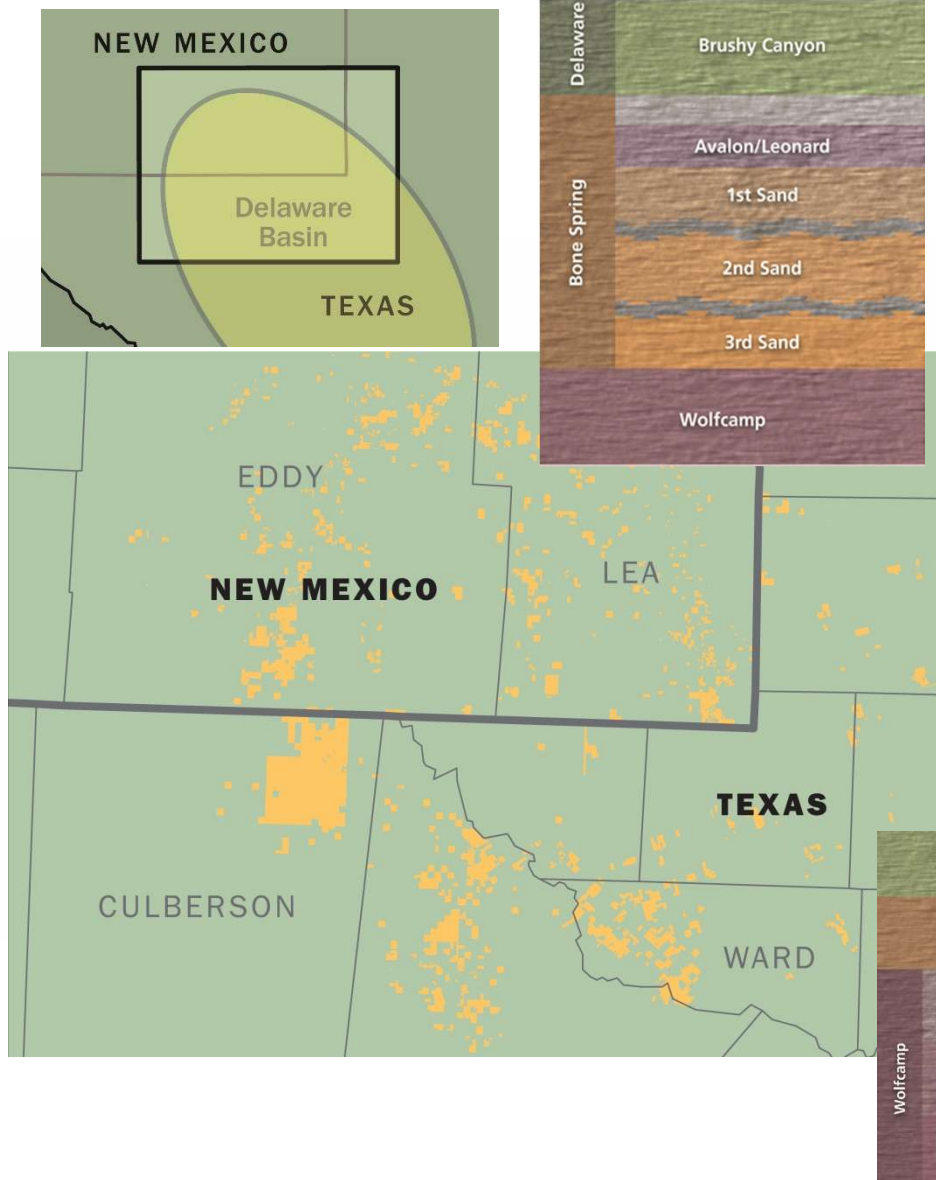 NEW MEXICO
Delaware
Basin
TEXAS
Delaware
Brushy Canyon
Bone Spring
Avalon/Leonard
1st Sand
2nd Sand
3rd Sand
Wolfcamp
EDDY
LEA
NEW MEXICO
TEXAS
CULBERSON
WARD
Wolfcamp